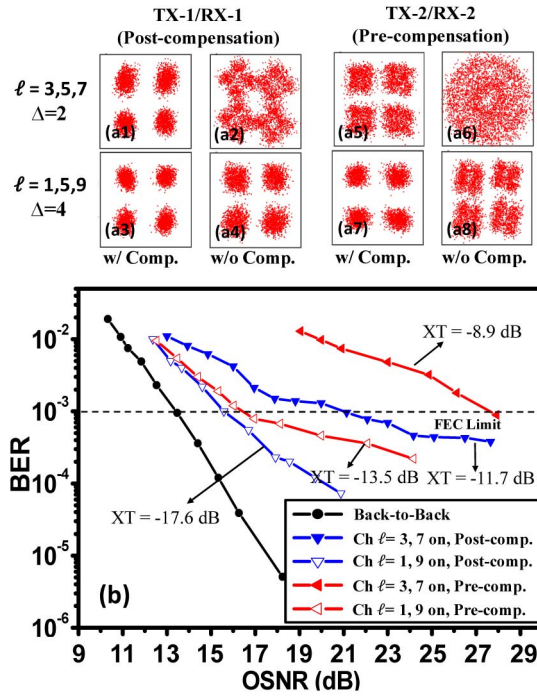 TX-1/RX-1 TX-2/RX-2
(Post-compensation) (Pre-compensation)
ℓ = 3,5,7
Δ=2
(a1) (a2) (a5) (a6)
ℓ = 1,5,9
Δ=4
(a3) (a4) (a7) (a8)
w/ Comp. w/o Comp. w/ Comp. w/o Comp.
10⁻²
XT = -8.9 dB
10⁻³
FEC Limit
BER
10⁻⁴
XT = -13.5 dB XT = -11.7 dB
XT = -17.6 dB
Back-to-Back
Ch ℓ= 3, 7 on, Post-comp.
10⁻⁵
Ch ℓ= 1, 9 on, Post-comp.
Ch ℓ= 3, 7 on, Pre-comp.
(b)
Ch ℓ= 1, 9 on, Pre-comp.
10⁻⁶
9 11 13 15 17 19 21 23 25 27 29
OSNR (dB)